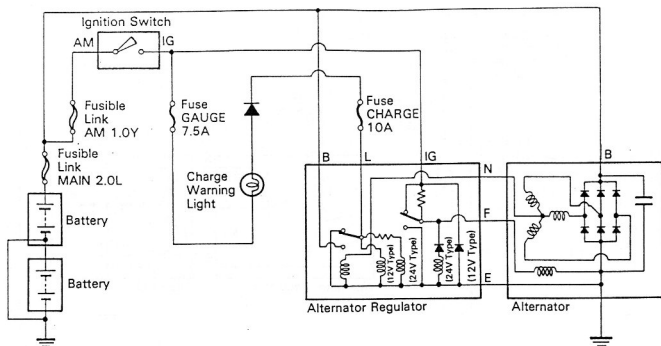 Ignition Switch
AM
IG
Fusible
Link
AM 1.0Y
Fuse
GAUGE
7.5A
Fuse
CHARGE
10A
Fusible
Link
MAIN 2.0L
Charge
Warning
Light
Battery
Battery
B
L
IG
N
B
F
E
(12V Type)
(24V Type)
(24V Type)
(12V Type)
Alternator Regulator
Alternator